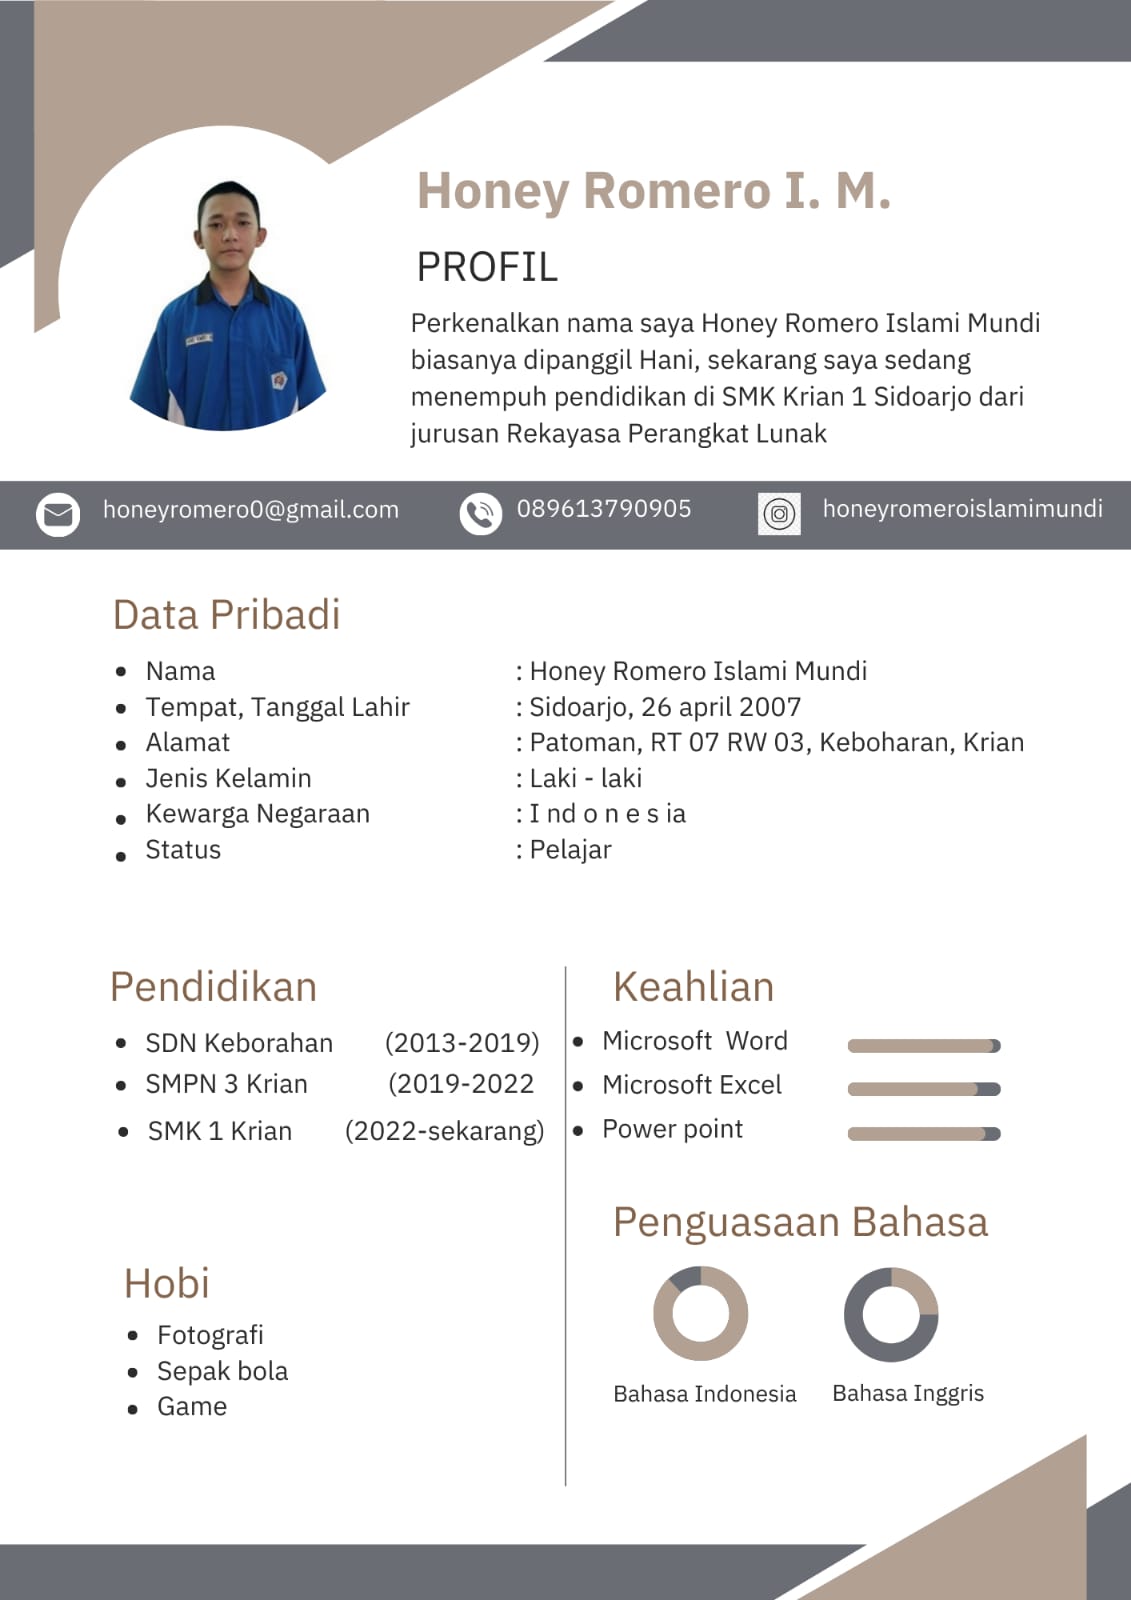 Honey Romero I. M.
PROFIL
Perkenalkan nama saya Honey Romero Islami Mundi
biasanya dipanggil Hani, sekarang saya sedang
menempuh pendidikan di SMK Krian 1 Sidoarjo dari
jurusan Rekayasa Perangkat Lunak
honeyromero0@gmail.com 089613790905 honeyromeroislamimundi
Data Pribadi
• Nama : Honey Romero Islami Mundi
• Tempat, Tanggal Lahir : Sidoarjo, 26 april 2007
• Alamat : Patoman, RT 07 RW 03, Keboharan, Krian
• Jenis Kelamin : Laki - laki
• Kewarga Negaraan : I nd o n e s ia
• Status : Pelajar
Pendidikan
• SDN Keborahan (2013-2019)
• SMPN 3 Krian (2019-2022
• SMK 1 Krian (2022-sekarang)
Hobi
• Fotografi
• Sepak bola
• Game
Keahlian
• Microsoft Word
• Microsoft Excel
• Power point
Penguasaan Bahasa
Bahasa Indonesia Bahasa Inggris